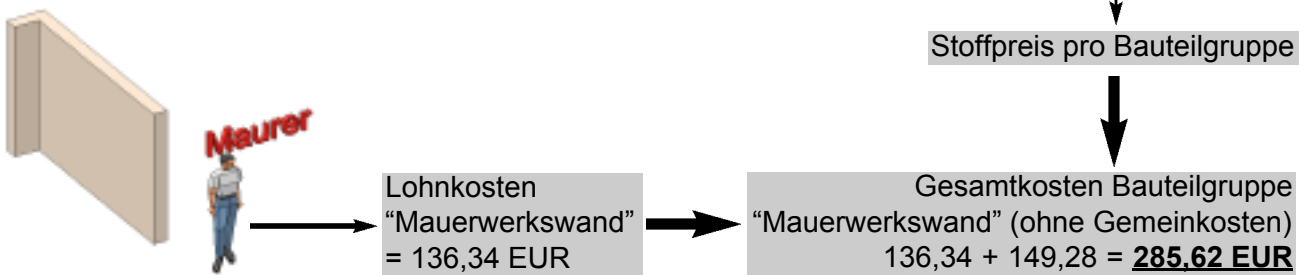 Stoffpreis pro Bauteilgruppe
Maurer
Lohnkosten
“Mauerwerkswand”
= 136,34 EUR
Gesamtkosten Bauteilgruppe
“Mauerwerkswand” (ohne Gemeinkosten)
136,34 + 149,28 = 285,62 EUR